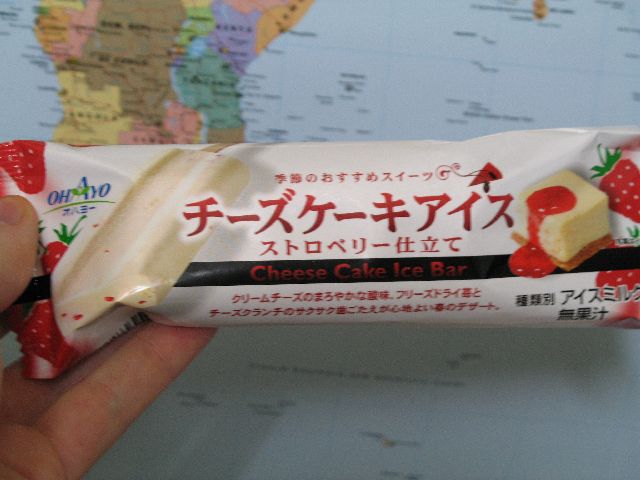 OHAYO
オハヨー
季節のおすすめスイーツ
チーズケーキアイス
ストロベリー仕立て
Cheese Cake Ice Bar
クリームチーズのまろやかな酸味、フリーズドライ苺と
チーズクランチのサクサク歯ごたえが心地よい春のデザート。
種類別 アイスミルク
無果汁